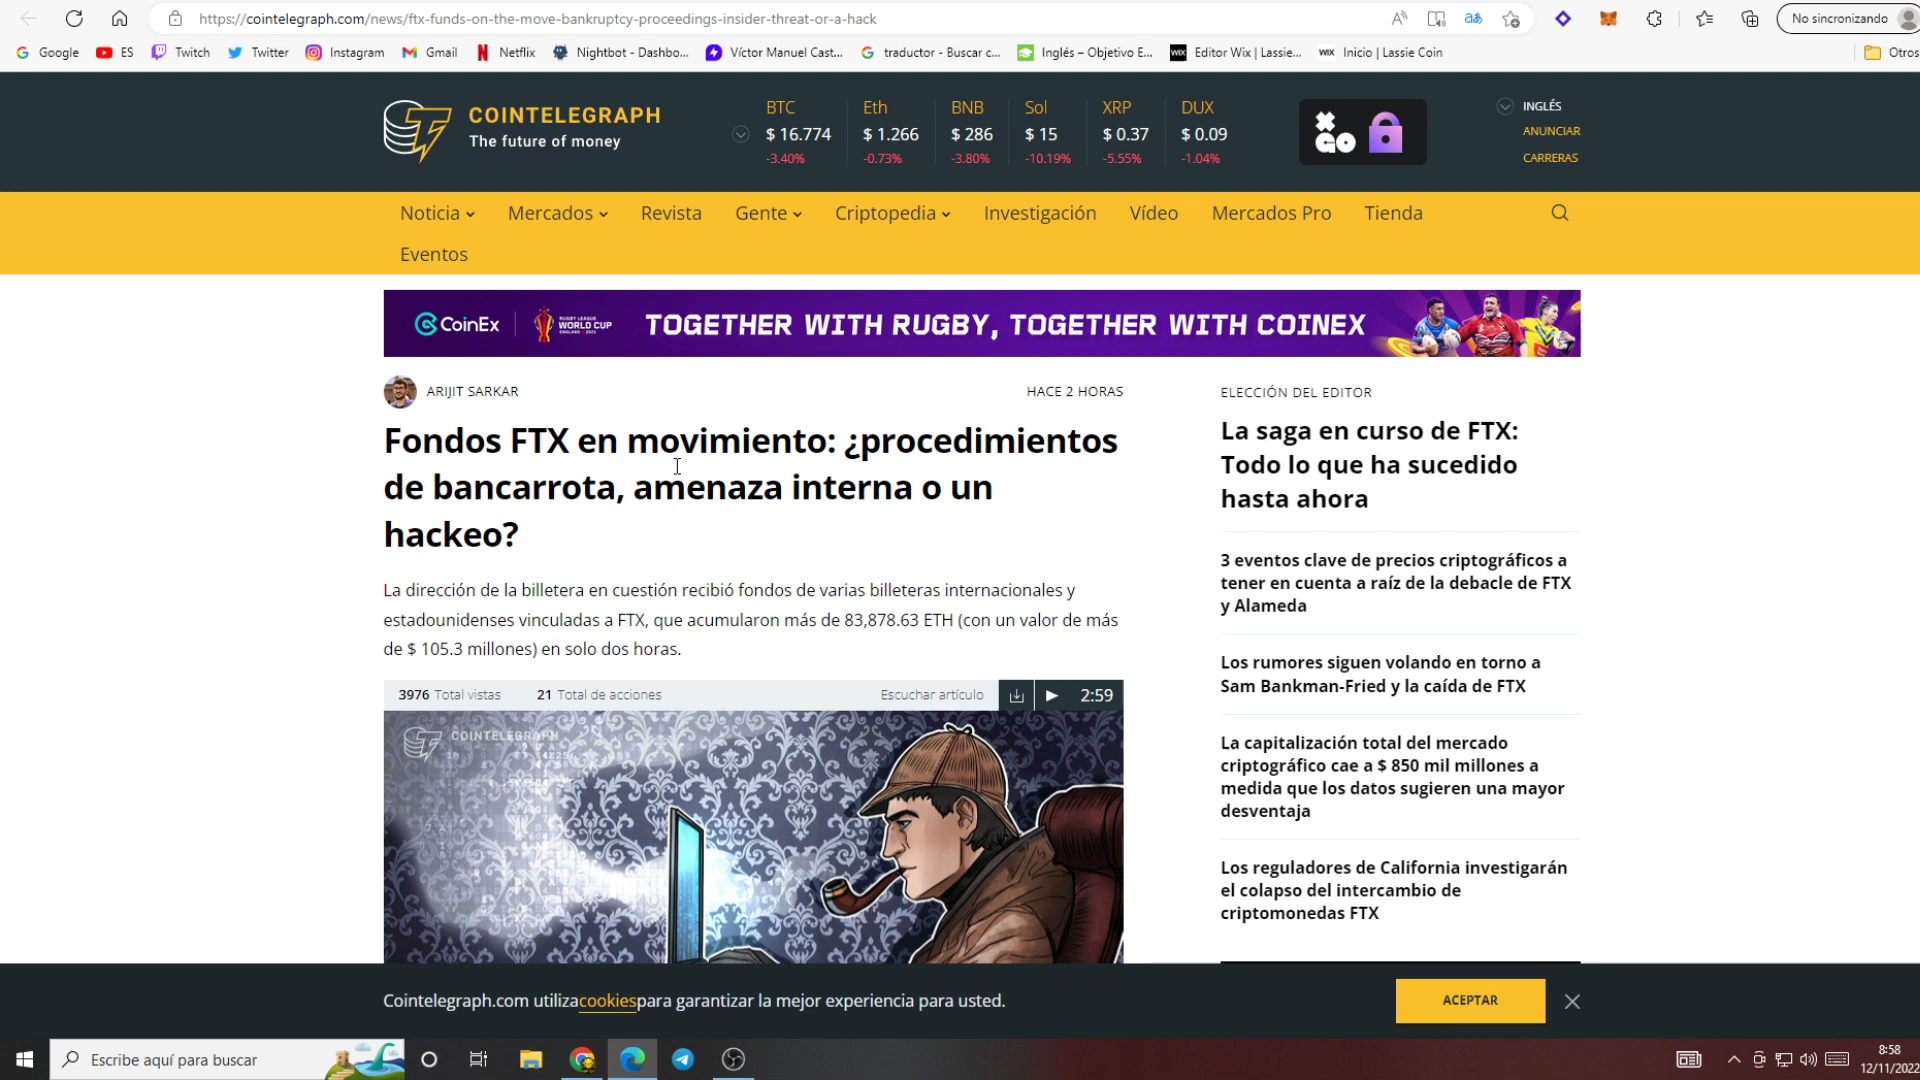 https://cointelegraph.com/news/ftx-funds-on-the-move-bankruptcy-proceedings-insider-threat-or-a-hack
No sincronizando
Google
ES
Twitch
Twitter
Instagram
Gmail
Netflix
Nightbot - Dashbo...
Víctor Manuel Cast...
traductor - Buscar c...
Inglés – Objetivo E...
Editor Wix | Lassie...
Inicio | Lassie Coin
Otros
COINTELEGRAPH
The future of money
BTC
$ 16.774
-3.40%
Eth
$ 1.266
-0.73%
BNB
$ 286
-3.80%
Sol
$ 15
-10.19%
XRP
$ 0.37
-5.55%
DUX
$ 0.09
-1.04%
INGLÉS
ANUNCIAR
CARRERAS
Noticia
Mercados
Revista
Gente
Criptopedia
Investigación
Vídeo
Mercados Pro
Tienda
Eventos
CoinEx
RUGBY LEAGUE
WORLD CUP
TOGETHER WITH RUGBY, TOGETHER WITH COINEX
ARIJIT SARKAR
HACE 2 HORAS
Fondos FTX en movimiento: ¿procedimientos
de bancarrota, amenaza interna o un
hackeo?
La dirección de la billetera en cuestión recibió fondos de varias billeteras internacionales y
estadounidenses vinculadas a FTX, que acumularon más de 83,878.63 ETH (con un valor de más
de $ 105.3 millones) en solo dos horas.
3976 Total vistas
21 Total de acciones
Escuchar artículo
2:59
COINTELEGRAPH
ELECCIÓN DEL EDITOR
La saga en curso de FTX:
Todo lo que ha sucedido
hasta ahora
3 eventos clave de precios criptográficos a
tener en cuenta a raíz de la debacle de FTX
y Alameda
Los rumores siguen volando en torno a
Sam Bankman-Fried y la caída de FTX
La capitalización total del mercado
criptográfico cae a $ 850 mil millones a
medida que los datos sugieren una mayor
desventaja
Los reguladores de California investigarán
el colapso del intercambio de
criptomonedas FTX
Cointelegraph.com utilizacookiespara garantizar la mejor experiencia para usted.
ACEPTAR
Escribe aquí para buscar
8:58
12/11/2022